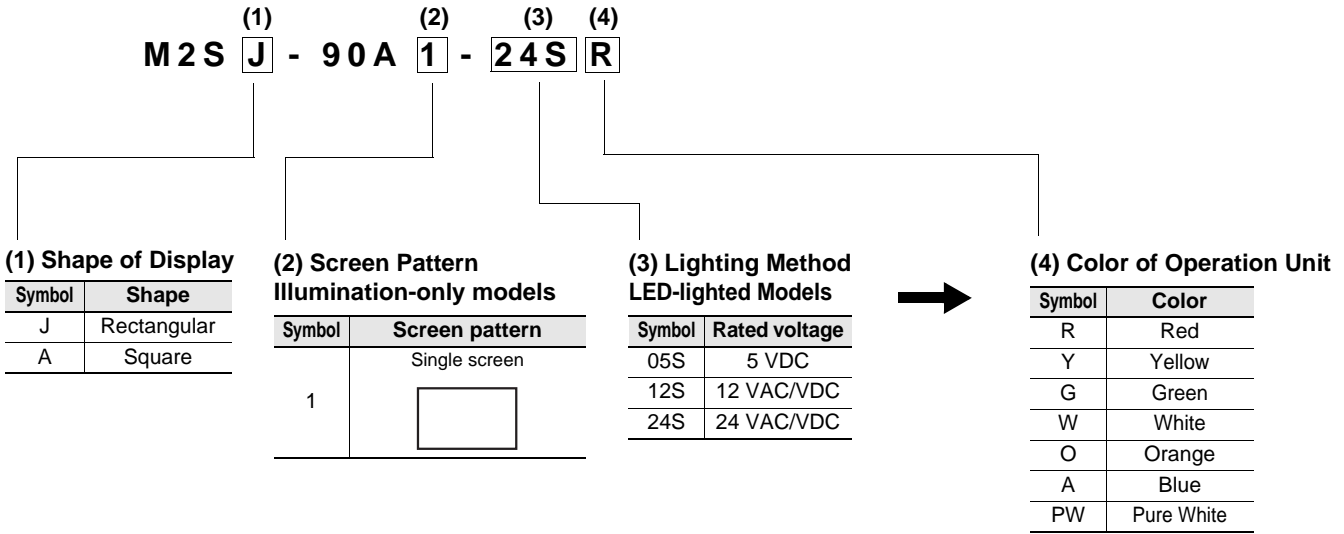 (1) (2) (3) (4)
M2S J - 90A 1 - 24S R
(1) Shape of Display
Symbol Shape
J Rectangular
A Square
(2) Screen Pattern
Illumination-only models
Symbol Screen pattern
1 Single screen
(3) Lighting Method
LED-lighted Models
Symbol Rated voltage
05S 5 VDC
12S 12 VAC/VDC
24S 24 VAC/VDC
(4) Color of Operation Unit
Symbol Color
R Red
Y Yellow
G Green
W White
O Orange
A Blue
PW Pure White